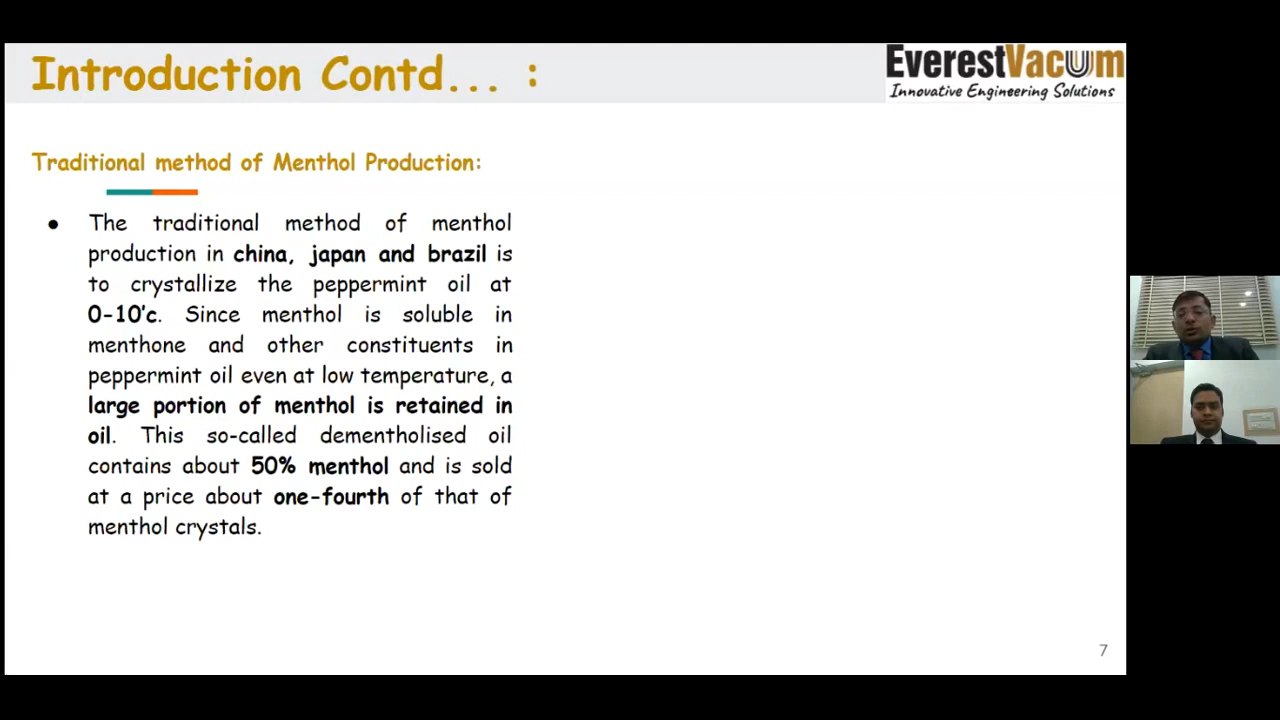 Introduction Contd... :
EverestVacuum
Innovative Engineering Solutions
Traditional method of Menthol Production:
● The traditional method of menthol
production in china, japan and brazil is
to crystallize the peppermint oil at
0-10'c. Since menthol is soluble in
menthone and other constituents in
peppermint oil even at low temperature, a
large portion of menthol is retained in
oil. This so-called dementholised oil
contains about 50% menthol and is sold
at a price about one-fourth of that of
menthol crystals.
7